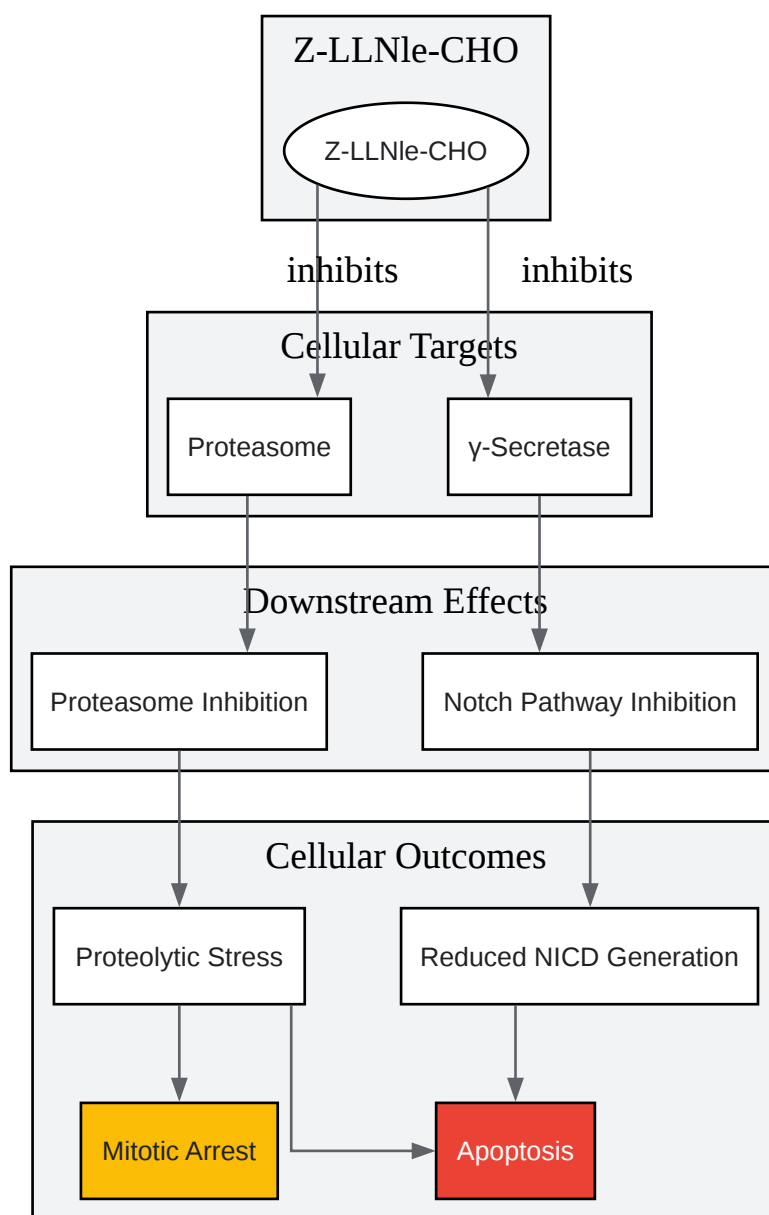 Z-LLNle-CHO
Z-LLNle-CHO
inhibits
inhibits
Cellular Targets
Proteasome
γ-Secretase
Downstream Effects
Proteasome Inhibition
Notch Pathway Inhibition
Cellular Outcomes
Proteolytic Stress
Reduced NICD Generation
Mitotic Arrest
Apoptosis